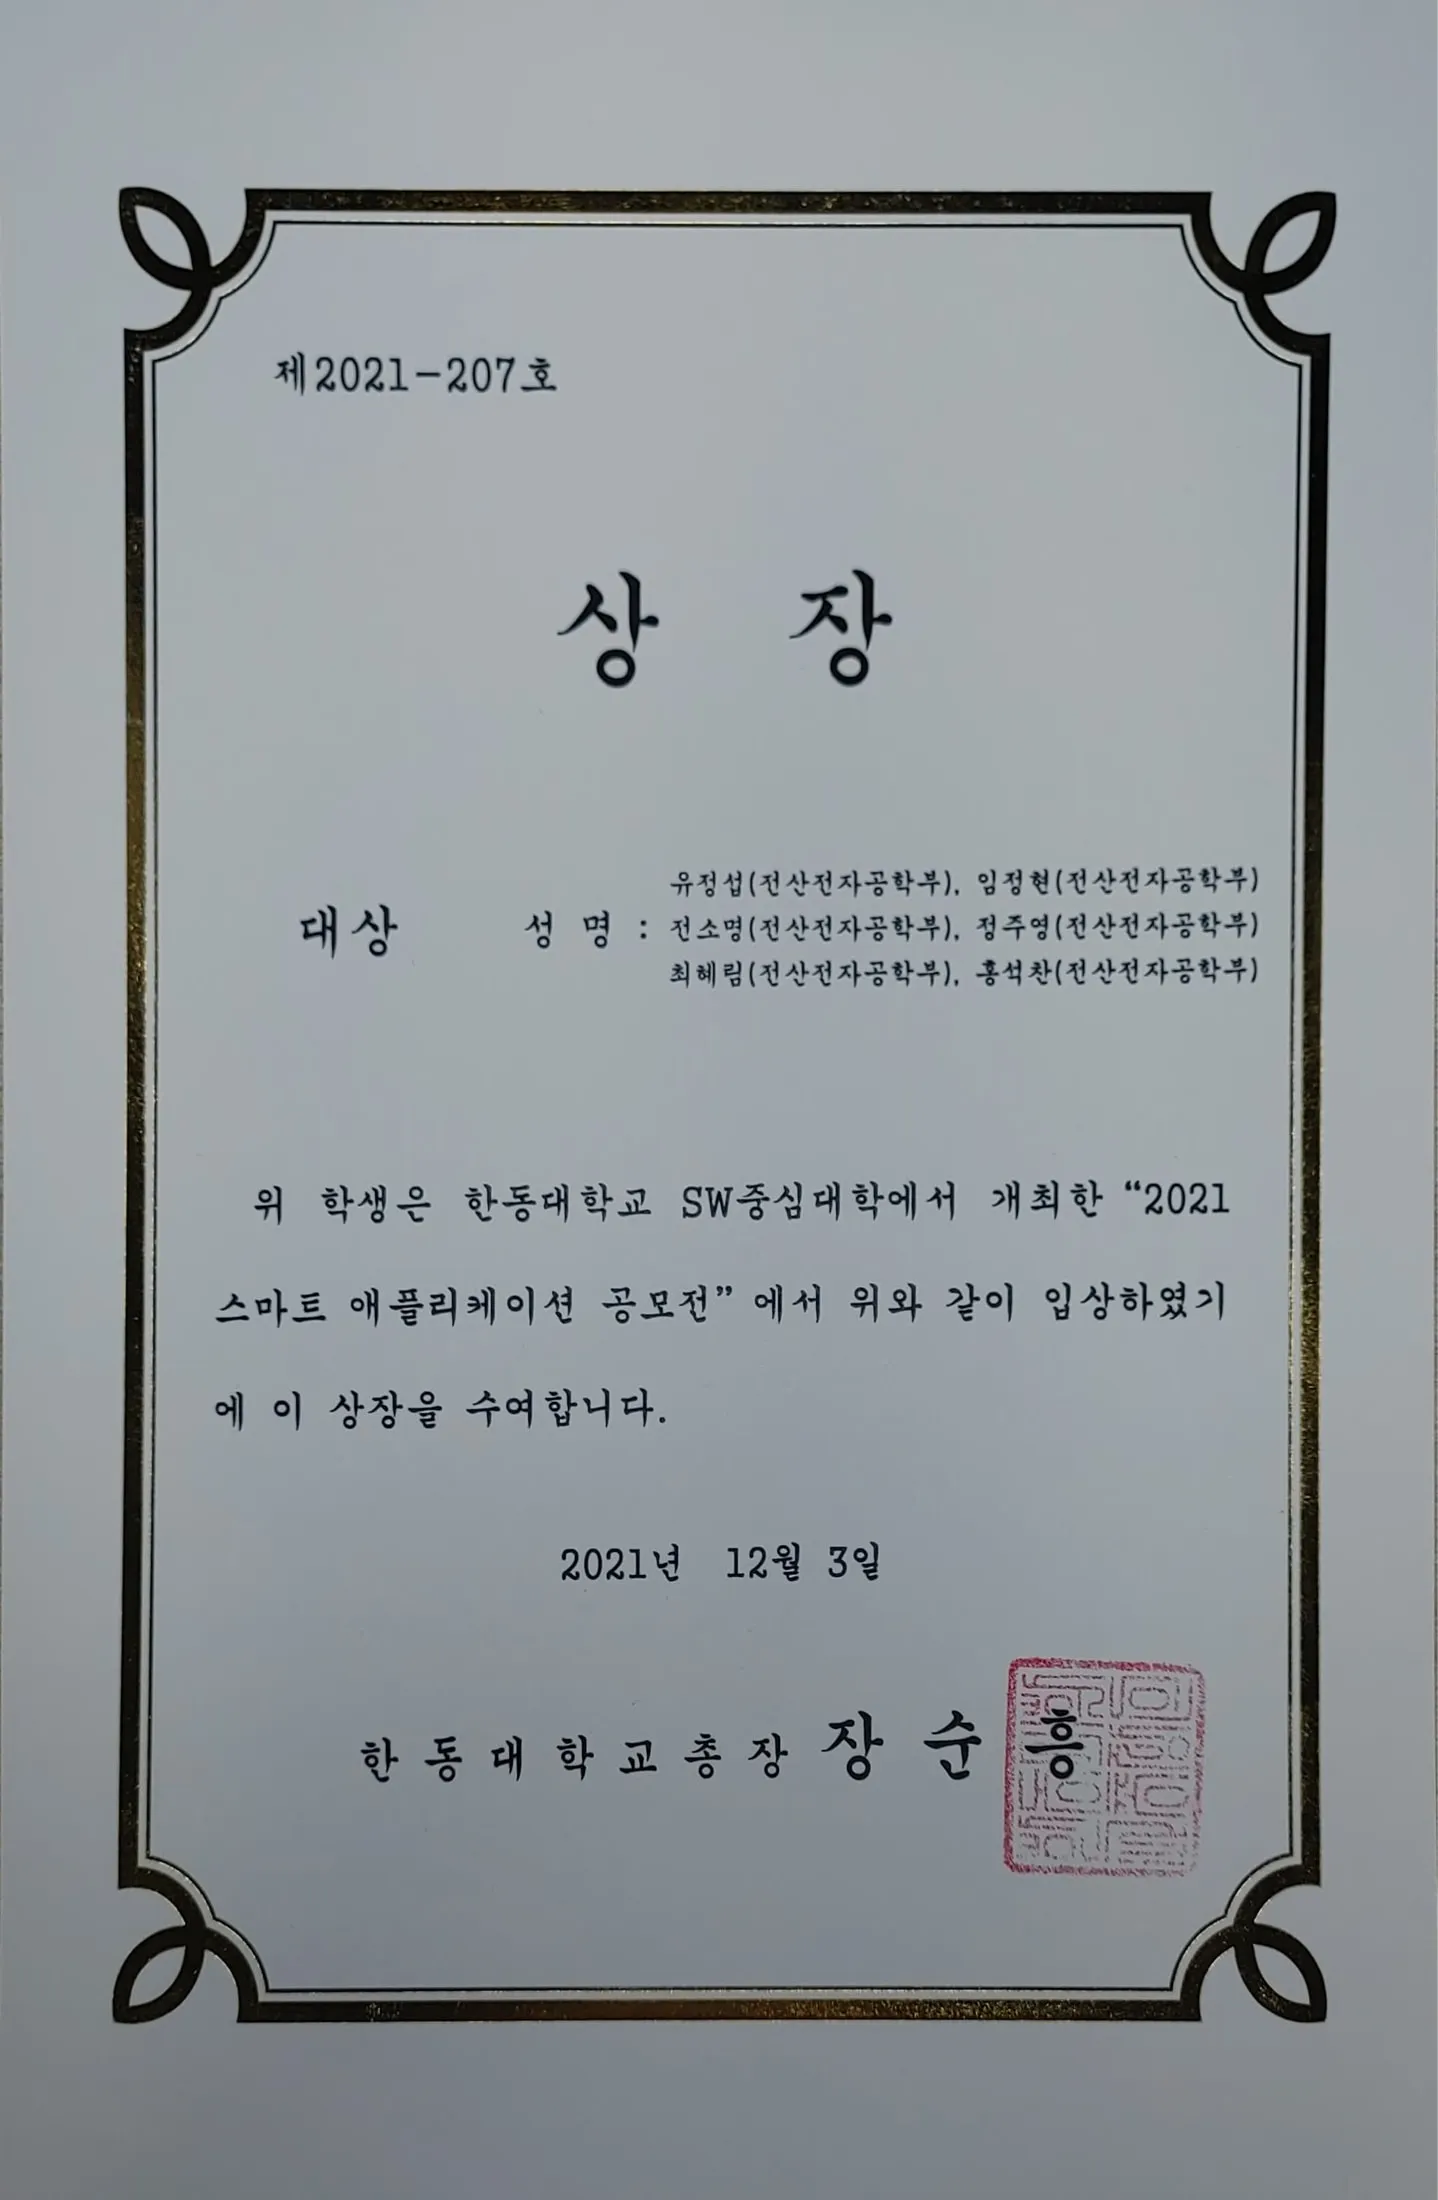 제2021-207호
상 장
대상 성 명 : 유정섭(전산전자공학부), 임정현(전산전자공학부)
전소명(전산전자공학부), 정주영(전산전자공학부)
최혜림(전산전자공학부), 홍석찬(전산전자공학부)
위 학생은 한동대학교 SW중심대학에서 개최한 “2021
스마트 애플리케이션 공모전” 에서 위와 같이 입상하였기
에 이 상장을 수여합니다.
2021년 12월 3일
한동대학교총장 장 순 흥